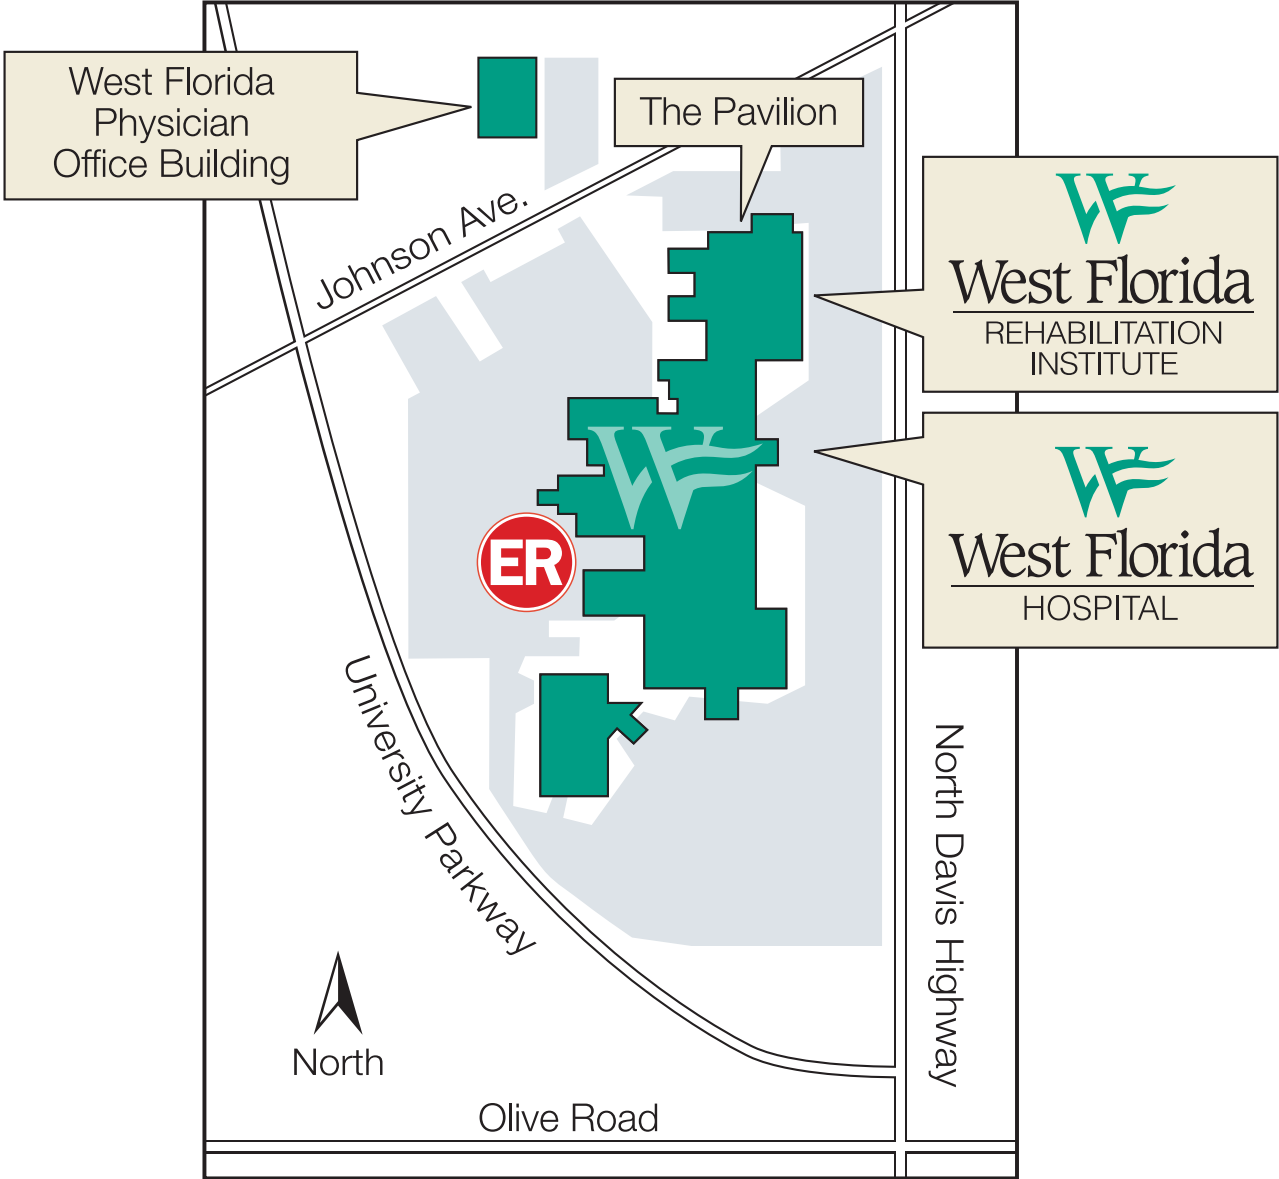 West Florida
Physician
Office Building
The Pavilion
Johnson Ave.
West Florida
REHABILITATION
INSTITUTE
West Florida
HOSPITAL
ER
University Parkway
North Davis Highway
North
Olive Road